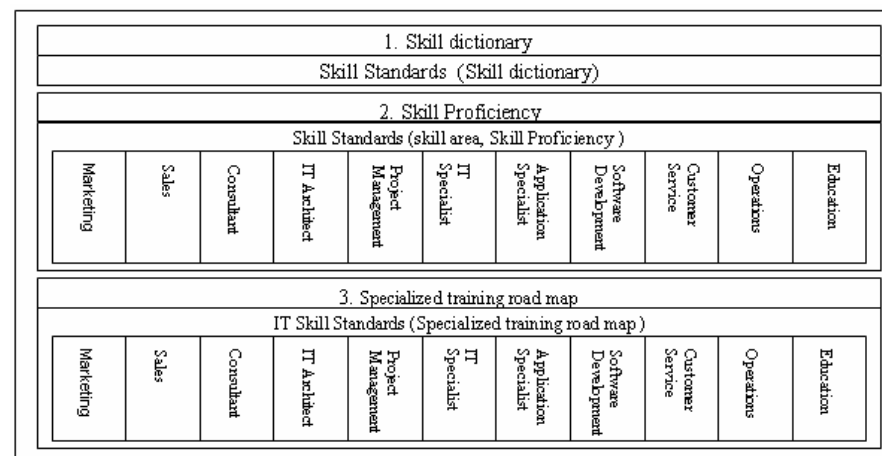 1. Skill dictionary
Skill Standards (Skill dictionary)
2. Skill Proficiency
Skill Standards (skill area, Skill Proficiency )
Marketing
Sales
Consultant
IT Architect
Project
Management
IT
Specialist
Application
Specialist
Software
Development
Customer
Service
Operations
Education
3. Specialized training road map
IT Skill Standards (Specialized training road map )
Marketing
Sales
Consultant
IT Architect
Project
Management
IT
Specialist
Application
Specialist
Software
Development
Customer
Service
Operations
Education